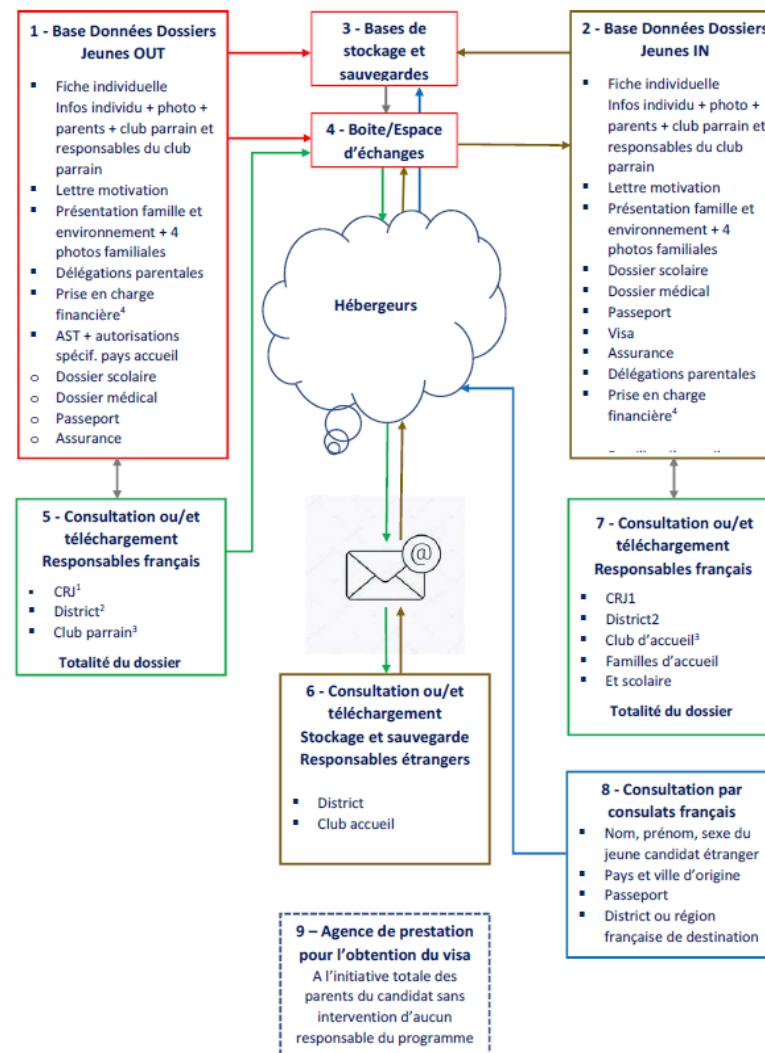 1 - Base Données Dossiers
Jeunes OUT
▪ Fiche individuelle
Infos individu + photo +
parents + club parrain et
responsables du club
parrain
▪ Lettre motivation
▪ Présentation famille et
environnement + 4
photos familiales
▪ Délégations parentales
▪ Prise en charge
financière⁴
▪ AST + autorisations
spécif. pays accueil
o Dossier scolaire
o Dossier médical
o Passeport
o Assurance
3 - Bases de
stockage et
sauvegardes
4 - Boite/Espace
d'échanges
2 - Base Données Dossiers
Jeunes IN
▪ Fiche individuelle
Infos individu + photo +
parents + club parrain et
responsables du club
parrain
▪ Lettre motivation
▪ Présentation famille et
environnement + 4
photos familiales
▪ Dossier scolaire
▪ Dossier médical
▪ Passeport
▪ Visa
▪ Assurance
▪ Délégations parentales
▪ Prise en charge
financière⁴
Hébergeurs
5 - Consultation ou/et
téléchargement
Responsables français
▪ CRJ¹
▪ District²
▪ Club parrain³
Totalité du dossier
@
7 - Consultation ou/et
téléchargement
Responsables français
▪ CRJ1
▪ District2
▪ Club d'accueil³
▪ Familles d'accueil
▪ Et scolaire
Totalité du dossier
6 - Consultation ou/et
téléchargement
Stockage et sauvegarde
Responsables étrangers
▪ District
▪ Club accueil
8 - Consultation par
consulats français
▪ Nom, prénom, sexe du
jeune candidat étranger
▪ Pays et ville d'origine
▪ Passeport
▪ District ou région
française de destination
9 – Agence de prestation
pour l'obtention du visa
A l'initiative totale des
parents du candidat sans
intervention d'aucun
responsable du programme